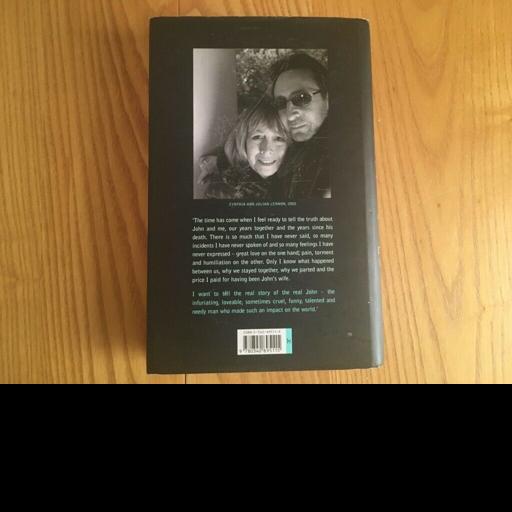 CYNTHIA AND JULIAN LENNON, 2005
'The time has come when I feel ready to tell the truth about
John and me, our years together and the years since his
death. There is so much that I have never said, so many
incidents I have never spoken of and so many feelings I have
never expressed – great love on the one hand; pain, torment
and humiliation on the other. Only I know what happened
between us, why we stayed together, why we parted and the
price I paid for having been John's wife.
I want to tell the real story of the real John – the
infuriating, loveable, sometimes cruel, funny, talented and
needy man who made such an impact on the world.'